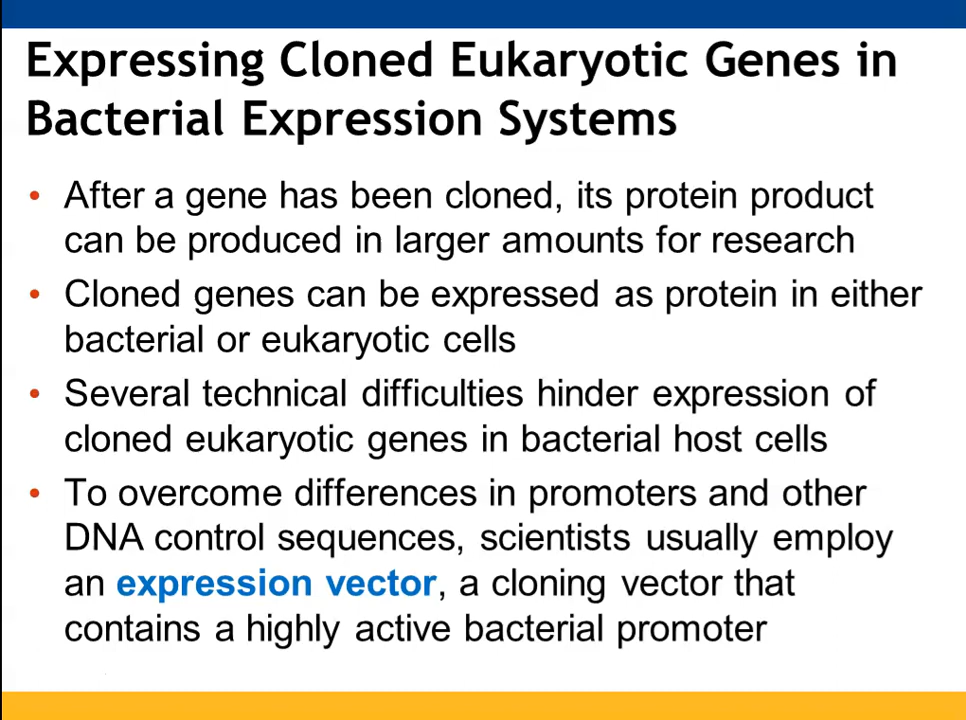 Expressing Cloned Eukaryotic Genes in
Bacterial Expression Systems
• After a gene has been cloned, its protein product
can be produced in larger amounts for research
• Cloned genes can be expressed as protein in either
bacterial or eukaryotic cells
• Several technical difficulties hinder expression of
cloned eukaryotic genes in bacterial host cells
• To overcome differences in promoters and other
DNA control sequences, scientists usually employ
an expression vector, a cloning vector that
contains a highly active bacterial promoter